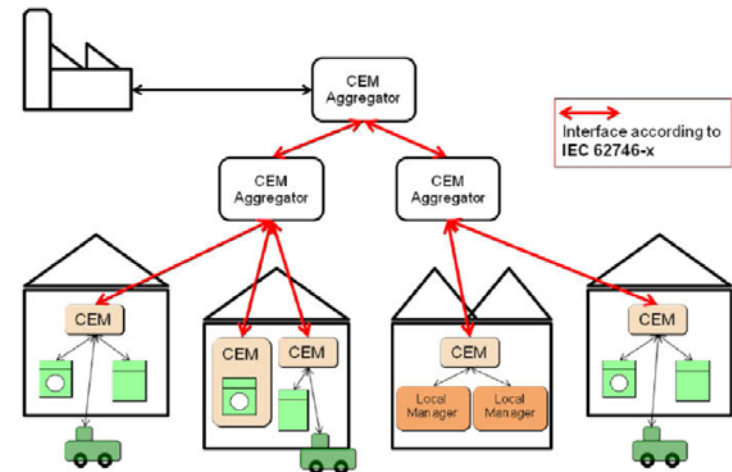 CEM
Aggregator
Interface according to
IEC 62746-x
CEM
Aggregator
CEM
Aggregator
CEM
CEM
CEM
CEM
CEM
Local
Manager
Local
Manager